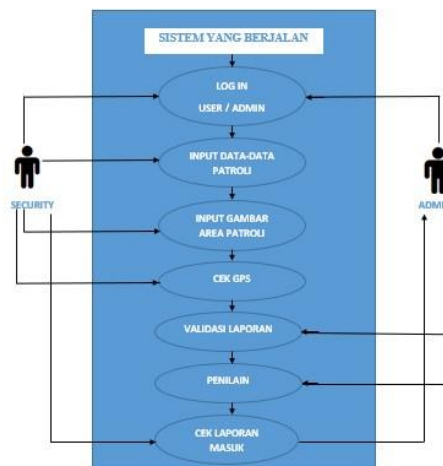 SISTEM YANG BERJALAN
LOG IN
USER / ADMIN
INPUT DATA-DATA
PATROLI
SECURITY
INPUT GAMBAR
AREA PATROLI
CEK GPS
VALIDASI LAPORAN
PENILAIN
CEK LAPORAN
MASUK